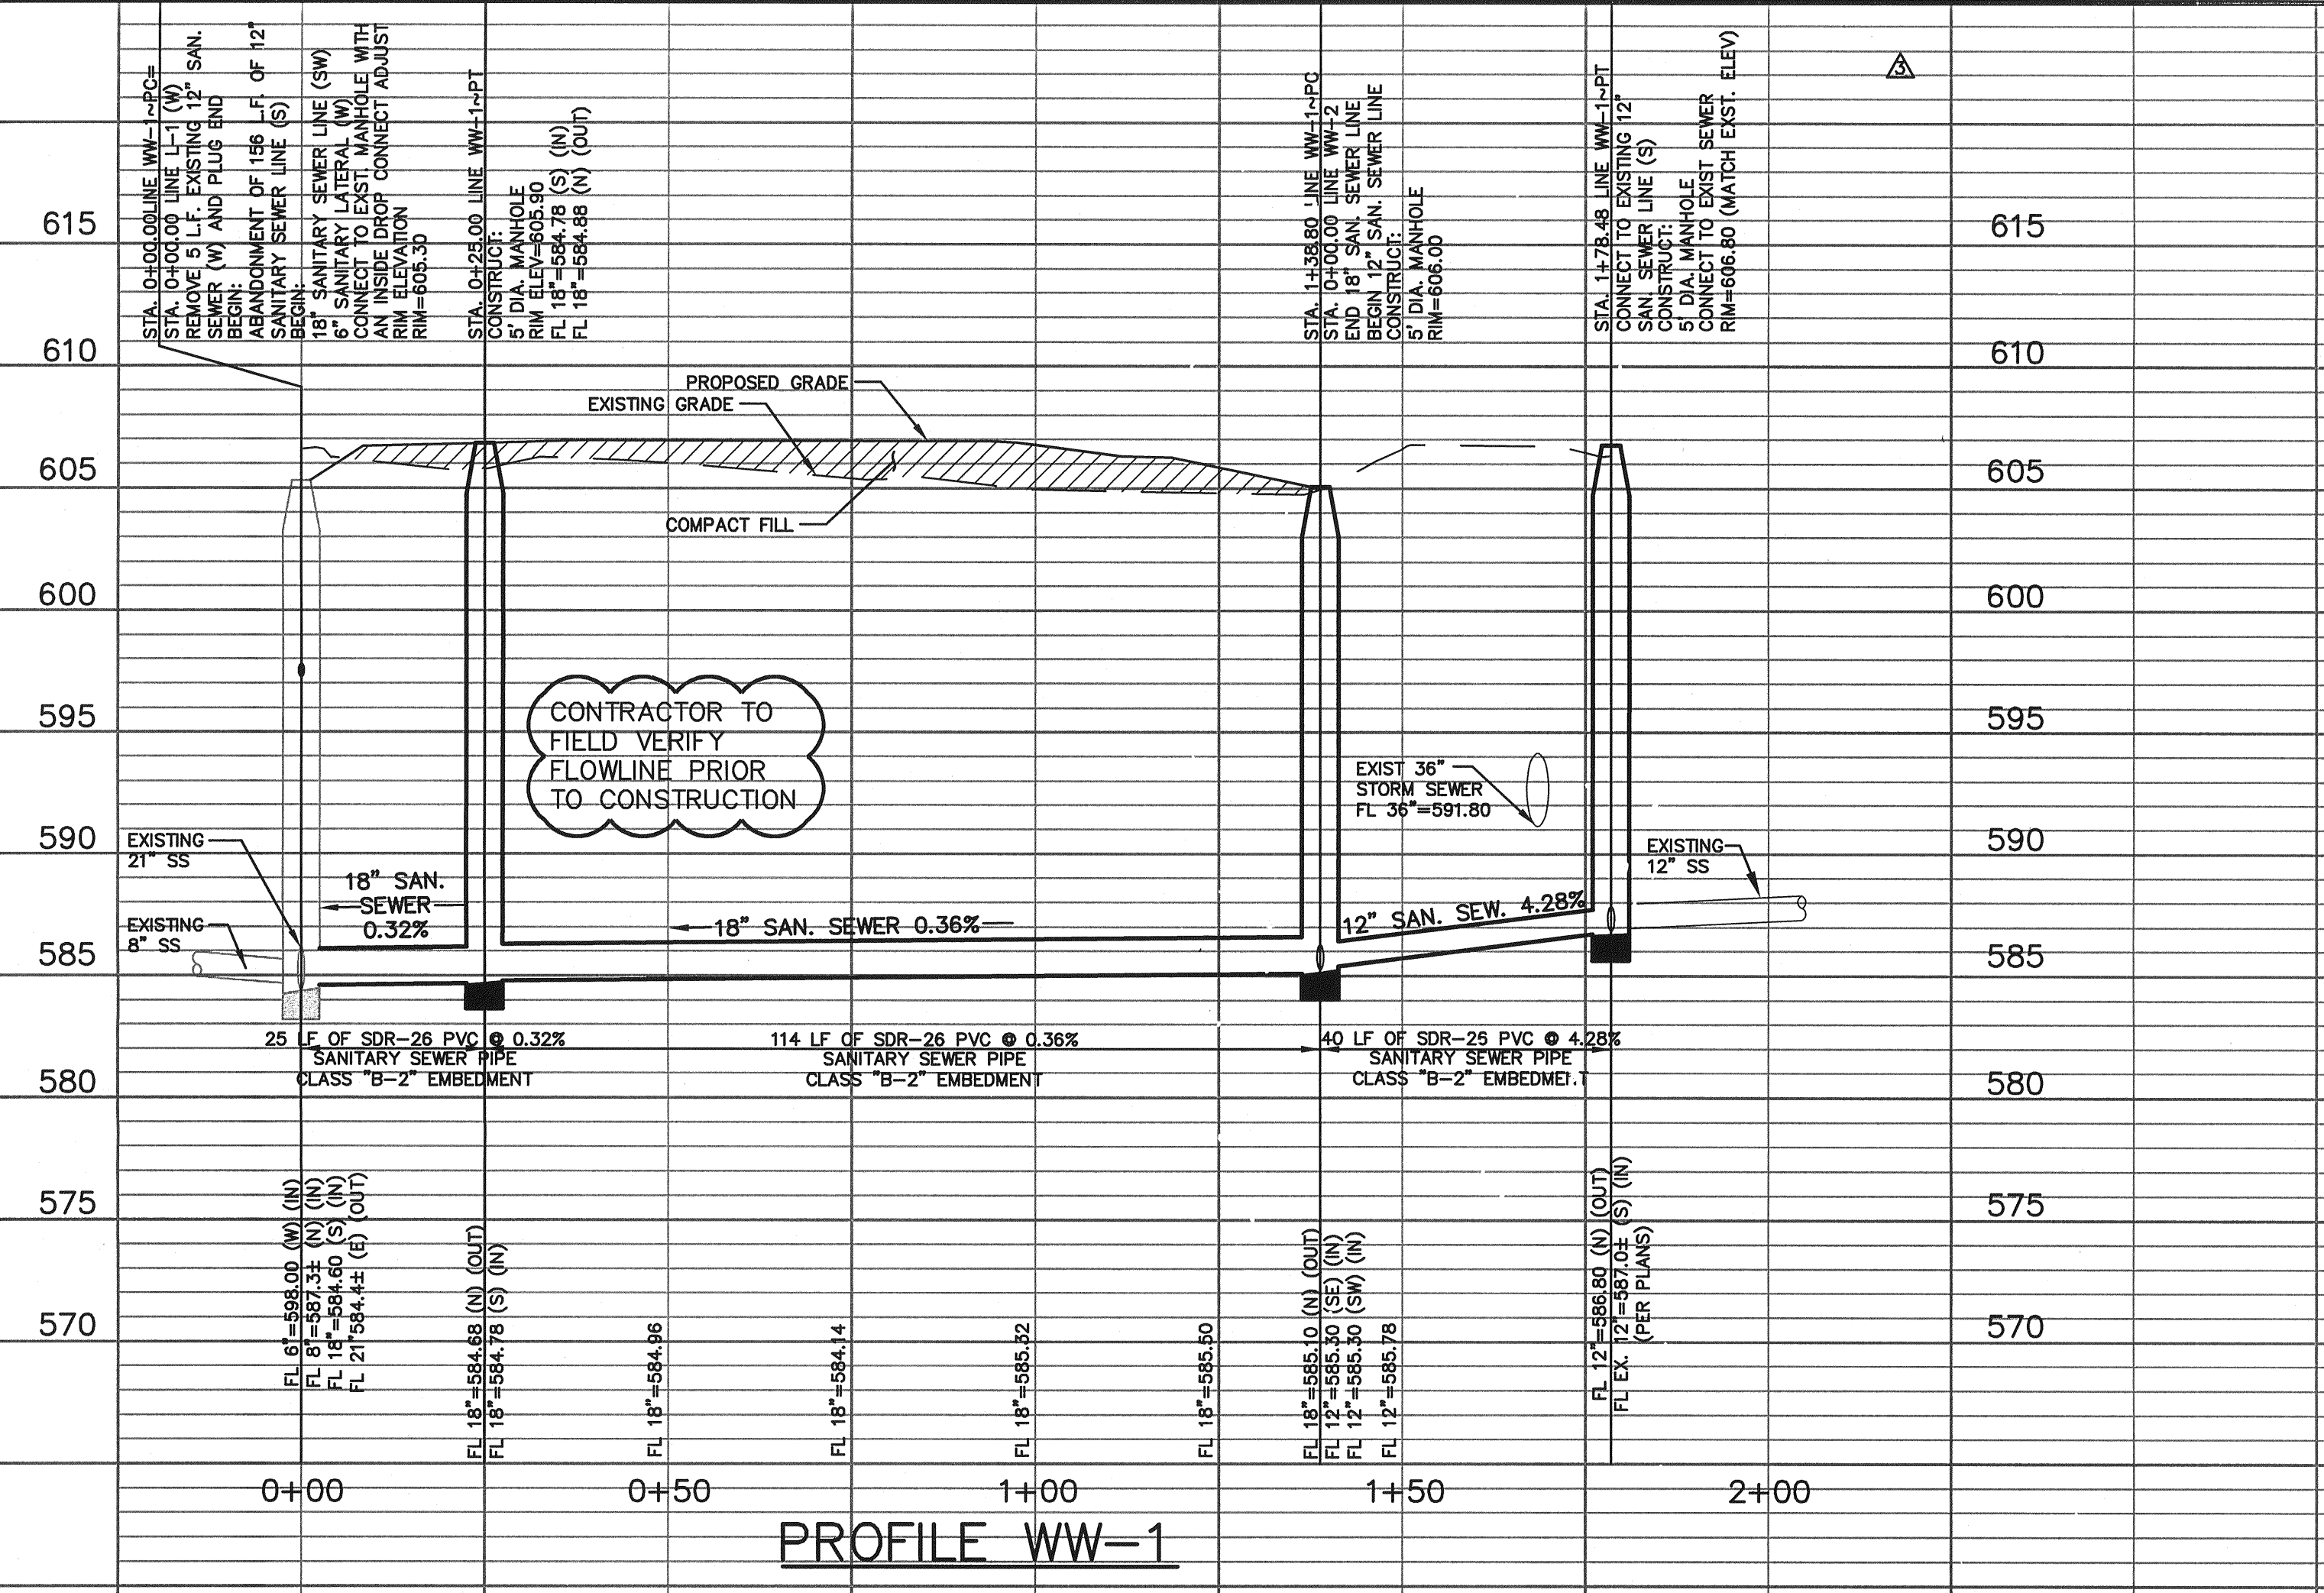 STA. 0+00.00LINE WW-1~PC=
STA. 0+00.00 LINE L-1 (W)
REMOVE 5 L.F. EXISTING 12" SAN.
SEWER (W) AND PLUG END
BEGIN:
ABANDONMENT OF 156 L.F. OF 12"
SANITARY SEWER LINE (S)
BEGIN:
18" SANITARY SEWER LINE (SW)
6" SANITARY LATERAL (W)
CONNECT TO EXST. MANHOLE WITH
AN INSIDE DROP CONNECT ADJUST
RIM ELEVATION
RIM=605.30
STA. 0+25.00 LINE WW-1~PT
CONSTRUCT:
5' DIA. MANHOLE
RIM ELEV=605.90
FL 18"=584.78 (S) (IN)
FL 18"=584.88 (N) (OUT)
STA. 1+38.80 LINE WW-1~PC
STA. 0+00.00 LINE WW-2
END 18" SAN. SEWER LINE
BEGIN 12" SAN. SEWER LINE
CONSTRUCT:
5' DIA. MANHOLE
RIM=606.00
STA. 1+78.48 LINE WW-1~PT
CONNECT TO EXISTING 12"
SAN. SEWER LINE (S)
CONSTRUCT:
5' DIA. MANHOLE
CONNECT TO EXIST SEWER
RIM=606.80 (MATCH EXST. ELEV)
3
615
615
610
610
PROPOSED GRADE
EXISTING GRADE
605
605
COMPACT FILL
600
600
595
595
CONTRACTOR TO
FIELD VERIFY
FLOWLINE PRIOR
TO CONSTRUCTION
EXIST 36"
STORM SEWER
FL 36"=591.80
590
590
EXISTING
21" SS
EXISTING
12" SS
18" SAN.
SEWER
0.32%
18" SAN. SEWER 0.36%
12" SAN. SEW. 4.28%
EXISTING
8" SS
585
585
25 LF OF SDR-26 PVC @ 0.32%
SANITARY SEWER PIPE
CLASS "B-2" EMBEDMENT
114 LF OF SDR-26 PVC @ 0.36%
SANITARY SEWER PIPE
CLASS "B-2" EMBEDMENT
40 LF OF SDR-25 PVC @ 4.28%
SANITARY SEWER PIPE
CLASS "B-2" EMBEDMENT
580
580
575
575
570
570
FL 6"=598.00 (W) (IN)
FL 8"=587.3± (N) (IN)
FL 18"=584.60 (S) (IN)
FL 21"584.4± (E) (OUT)
FL 18"=584.68 (N) (OUT)
FL 18"=584.78 (S) (IN)
FL 18"=584.96
FL 18"=584.14
FL 18"=585.32
FL 18"=585.50
FL 18"=585.10 (N) (OUT)
FL 12"=585.30 (SE) (IN)
FL 12"=585.30 (SW) (IN)
FL 12"=585.78
FL 12"=586.80 (N) (OUT)
FL EX. 12"=587.0± (S) (IN)
(PER PLANS)
0+00
0+50
1+00
1+50
2+00
PROFILE WW-1